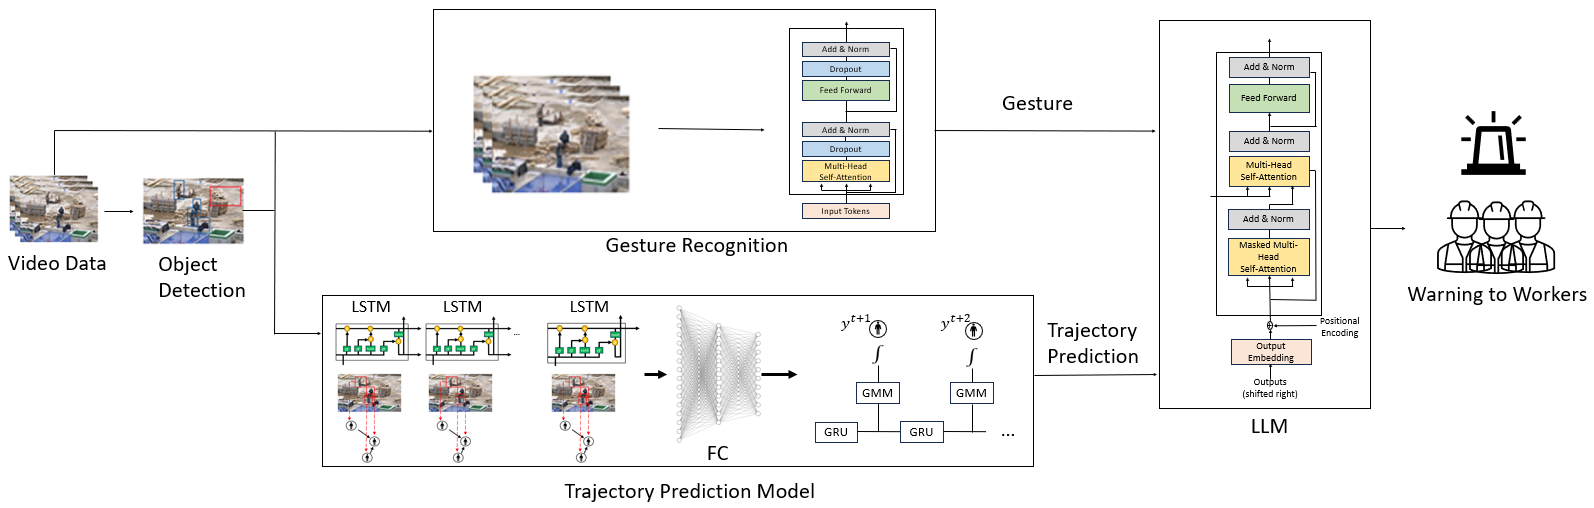 Video Data
Object
Detection
Add & Norm
Dropout
Feed Forward
Add & Norm
Dropout
Multi-Head
Self-Attention
Input Tokens
Gesture Recognition
Gesture
LSTM
LSTM
LSTM
...
FC
y^{t+1}
y^{t+2}
∫
∫
GMM
GMM
GRU
GRU
...
Trajectory Prediction Model
Trajectory
Prediction
Add & Norm
Feed Forward
Add & Norm
Multi-Head
Self-Attention
Add & Norm
Masked Multi-
Head
Self-Attention
Positional
Encoding
Output
Embedding
Outputs
(shifted right)
LLM
Warning to Workers